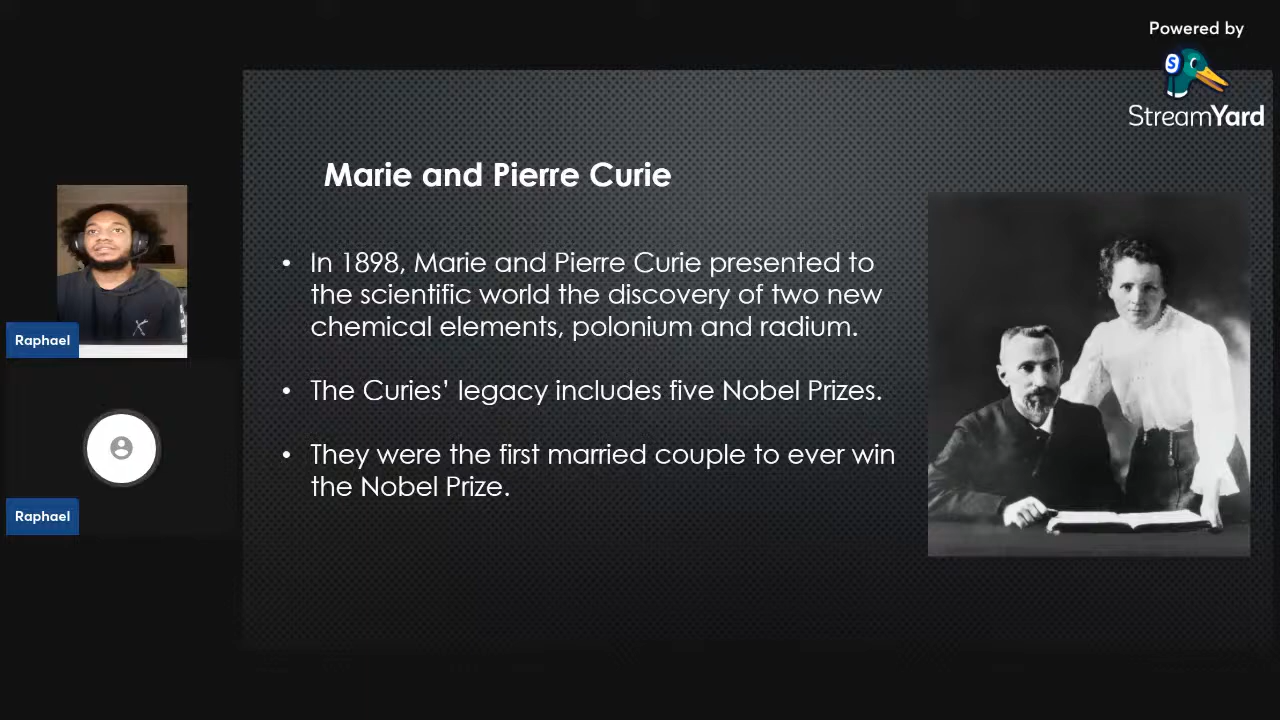 Powered by
StreamYard
Marie and Pierre Curie
• In 1898, Marie and Pierre Curie presented to
the scientific world the discovery of two new
chemical elements, polonium and radium.
• The Curies’ legacy includes five Nobel Prizes.
• They were the first married couple to ever win
the Nobel Prize.
Raphael
Raphael